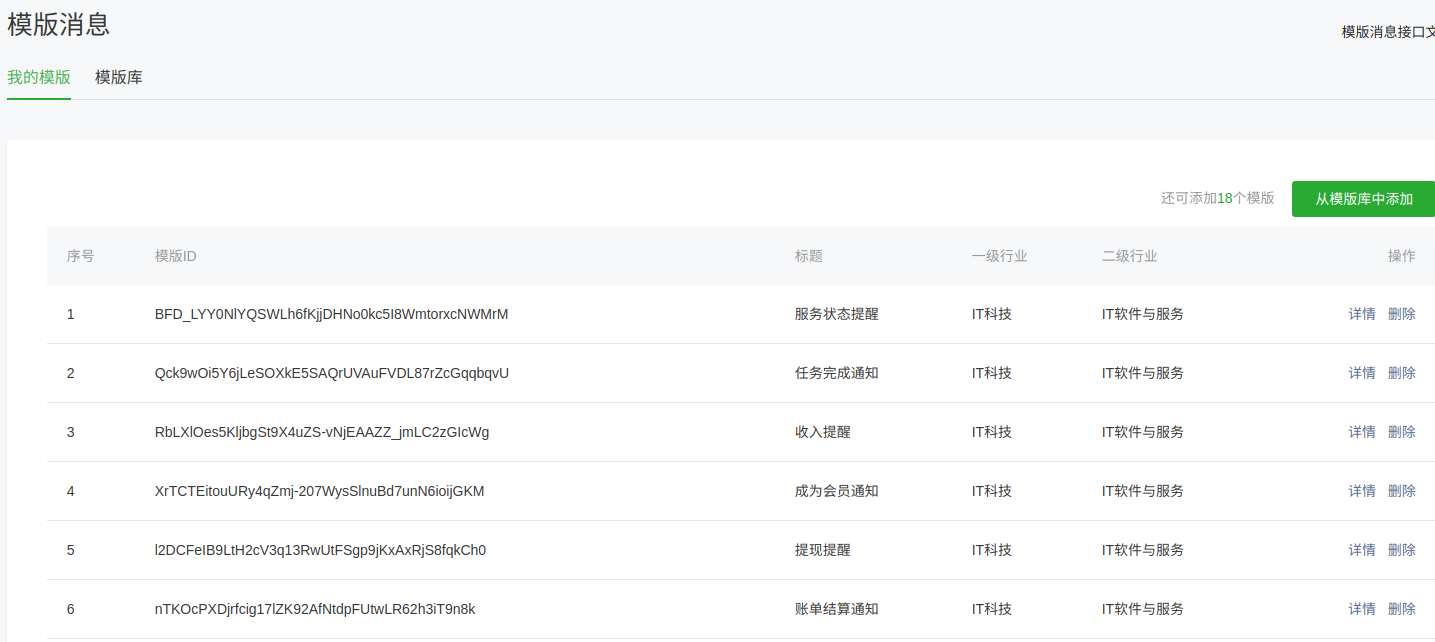 模版消息
模版消息接口文
我的模版 模版库
还可添加18个模版 从模版库中添加
序号 模版ID 标题 一级行业 二级行业 操作
1 BFD_LYY0NlYQSWLh6fKjjDHNo0kc5I8WmtorxcNWMrM 服务状态提醒 IT科技 IT软件与服务 详情 删除
2 Qck9wOi5Y6jLeSOXkE5SAQrUVAuFVDL87rZcGqqbqvU 任务完成通知 IT科技 IT软件与服务 详情 删除
3 RbLXlOes5KljbgSt9X4uZS-vNjEAAZZ_jmLC2zGIcWg 收入提醒 IT科技 IT软件与服务 详情 删除
4 XrTCTEitouURy4qZmj-207WysSlnuBd7unN6ioijGKM 成为会员通知 IT科技 IT软件与服务 详情 删除
5 l2DCFeIB9LtH2cV3q13RwUtFSgp9jKxAxRjS8fqkCh0 提现提醒 IT科技 IT软件与服务 详情 删除
6 nTKOcPXDjrfcig17lZK92AfNtdpFUtwLR62h3iT9n8k 账单结算通知 IT科技 IT软件与服务 详情 删除